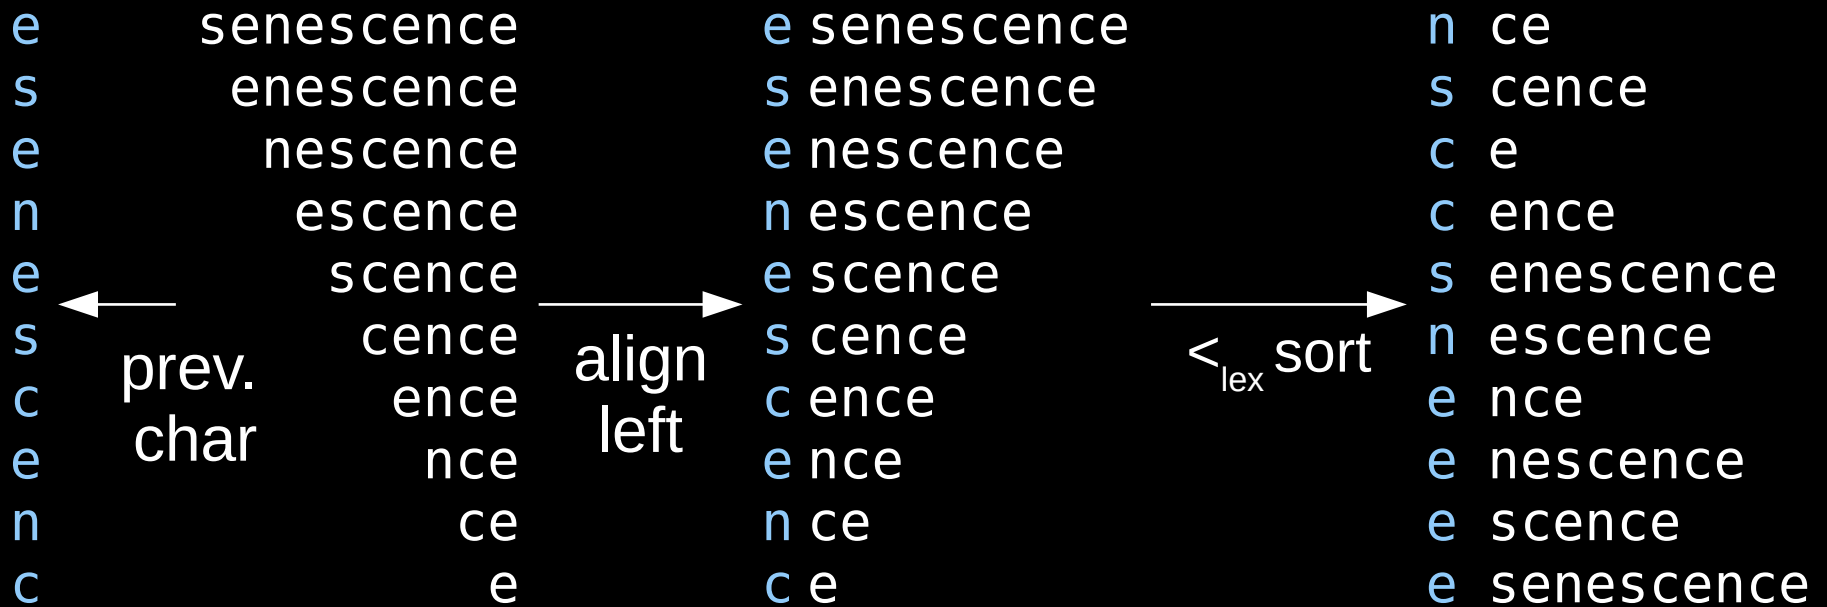 e senescence e senescence n ce
s enescence s enescence s cence
e nescence e nescence c e
n escence n escence c ence
e scence e scence s enescence
s cence s cence n escence
c ence c ence e nce
e nce e nce e nescence
n ce n ce e scence
c e c e e senescence
prev.
char
align
left
<lex sort